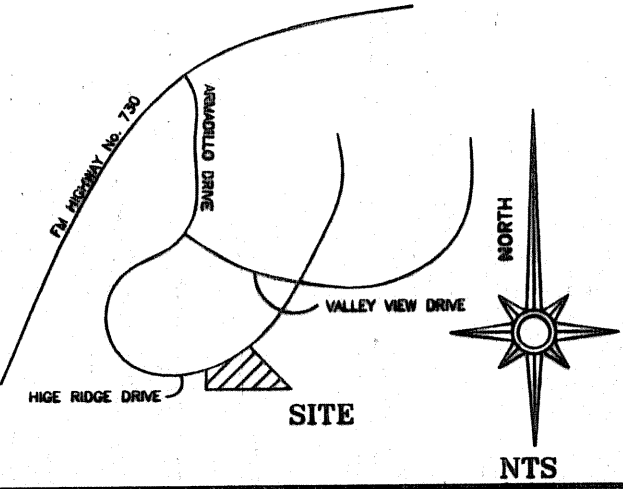 FM HIGHWAY No. 730
ARMADILLO DRIVE
NORTH
VALLEY VIEW DRIVE
HIGE RIDGE DRIVE
SITE
NTS